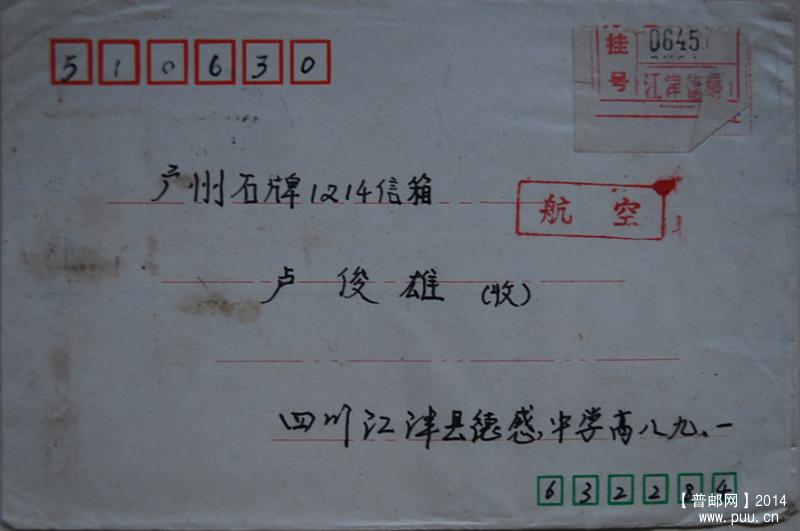 510630
挂号
0645
江津德感
广州石牌1214信箱
航空
卢俊雄(收)
四川江津县德感中学高八九、一
632284
【普邮网】2014
www.puu.cn